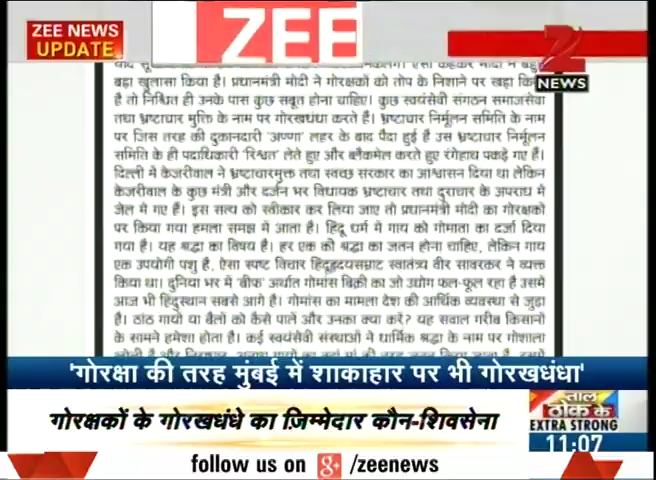 ZEE NEWS
UPDATE
ZEE
NEWS
बड़ा खुलासा किया है। प्रधानमंत्री मोदी ने गोरक्षकों को तोप के निशाने पर खड़ा
है तो निश्चित ही उनके पास कुछ सबूत होना चाहिए। कुछ स्वयंसेवी संगठन समाजसेवा
तथा भ्रष्टाचार मुक्ति के नाम पर गोरखधंधा करते हैं। भ्रष्टाचार निर्मूलन समिति के नाम
पर जिस तरह की दुकानदारी 'अण्णा' लहर के बाद पैदा हुई है उस भ्रष्टाचार निर्मूलन
समिति के ही पदाधिकारी 'रिश्वत' लेते हुए और ब्लैकमेल करते हुए रंगेहाथ पकड़े गए हैं।
दिल्ली में केजरीवाल ने भ्रष्टाचारमुक्त तथा स्वच्छ सरकार का आश्वासन दिया था लेकिन
केजरीवाल के कुछ मंत्री और दर्जन भर विधायक भ्रष्टाचार तथा दुराचार के अपराध में
जेल में गए हैं। इस सत्य को स्वीकार कर लिया जाए तो प्रधानमंत्री मोदी का गोरक्षकों
पर किया गया हमला समझ में आता है। हिंदू धर्म में गाय को गोमाता का दर्जा दिया
गया है। यह श्रद्धा का विषय है। हर एक की श्रद्धा का जतन होना चाहिए, लेकिन गाय
एक उपयोगी पशु है, ऐसा स्पष्ट विचार हिंदुहृदयसम्राट स्वातंत्र्य वीर सावरकर ने व्यक्त
किया था। दुनिया भर में 'बीफ' अर्थात गोमांस बिक्री का जो उद्योग फल-फूल रहा है उसमें
आज भी हिंदुस्थान सबसे आगे है। गोमांस का मामला देश की आर्थिक व्यवस्था से जुड़ा
है। ठांठ गायों या बैलों को कैसे पालें और उनका क्या करें? यह सवाल गरीब किसानों
के सामने हमेशा होता है। कई स्वयंसेवी संस्थाओं ने धार्मिक श्रद्धा के नाम पर गोशाला
'गोरक्षा की तरह मुंबई में शाकाहार पर भी गोरखधंधा'
गोरक्षकों के गोरखधंधे का ज़िम्मेदार कौन-शिवसेना
ताल
ठोक के
EXTRA STRONG
11:07
follow us on g+ /zeenews